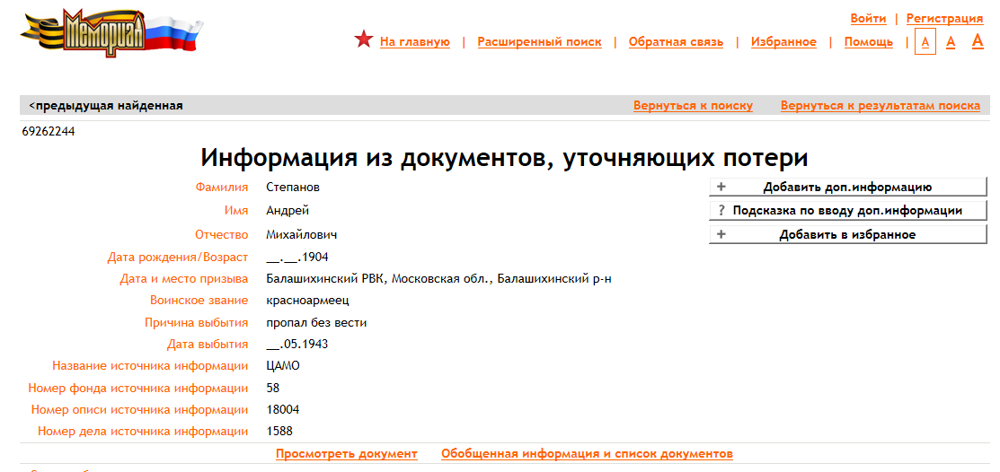 Мемориал
Войти | Регистрация
На главную | Расширенный поиск | Обратная связь | Избранное | Помощь | А А А
<предыдущая найденная Вернуться к поиску Вернуться к результатам поиска
69262244
Информация из документов, уточняющих потери
Фамилия Степанов
+ Добавить доп.информацию
Имя Андрей
? Подсказка по вводу доп.информации
Отчество Михайлович
+ Добавить в избранное
Дата рождения/Возраст __.__.1904
Дата и место призыва Балашихинский РВК, Московская обл., Балашихинский р-н
Воинское звание красноармеец
Причина выбытия пропал без вести
Дата выбытия __.05.1943
Название источника информации ЦАМО
Номер фонда источника информации 58
Номер описи источника информации 18004
Номер дела источника информации 1588
Просмотреть документ Обобщенная информация и список документов